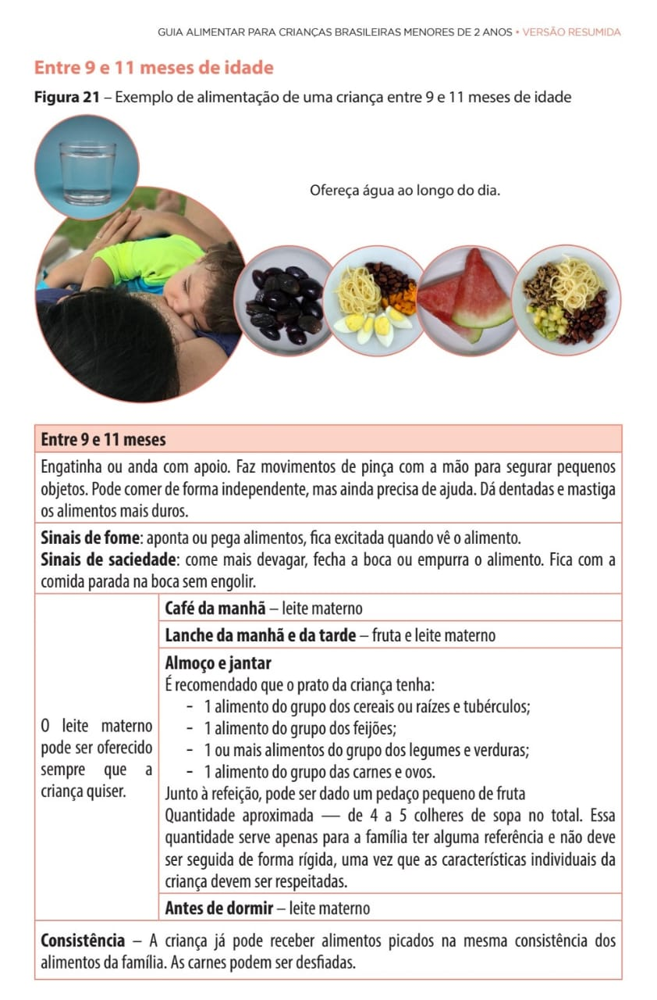 GUIA ALIMENTAR PARA CRIANÇAS BRASILEIRAS MENORES DE 2 ANOS • VERSÃO RESUMIDA
Entre 9 e 11 meses de idade
Figura 21 – Exemplo de alimentação de uma criança entre 9 e 11 meses de idade
Ofereça água ao longo do dia.
Entre 9 e 11 meses
Engatinha ou anda com apoio. Faz movimentos de pinça com a mão para segurar pequenos
objetos. Pode comer de forma independente, mas ainda precisa de ajuda. Dá dentadas e mastiga
os alimentos mais duros.
Sinais de fome: aponta ou pega alimentos, fica excitada quando vê o alimento.
Sinais de saciedade: come mais devagar, fecha a boca ou empurra o alimento. Fica com a
comida parada na boca sem engolir.
O leite materno
pode ser oferecido
sempre que a
criança quiser.
Café da manhã – leite materno
Lanche da manhã e da tarde – fruta e leite materno
Almoço e jantar
É recomendado que o prato da criança tenha:
- 1 alimento do grupo dos cereais ou raízes e tubérculos;
- 1 alimento do grupo dos feijões;
- 1 ou mais alimentos do grupo dos legumes e verduras;
- 1 alimento do grupo das carnes e ovos.
Junto à refeição, pode ser dado um pedaço pequeno de fruta
Quantidade aproximada — de 4 a 5 colheres de sopa no total. Essa
quantidade serve apenas para a família ter alguma referência e não deve
ser seguida de forma rígida, uma vez que as características individuais da
criança devem ser respeitadas.
Antes de dormir – leite materno
Consistência – A criança já pode receber alimentos picados na mesma consistência dos
alimentos da família. As carnes podem ser desfiadas.